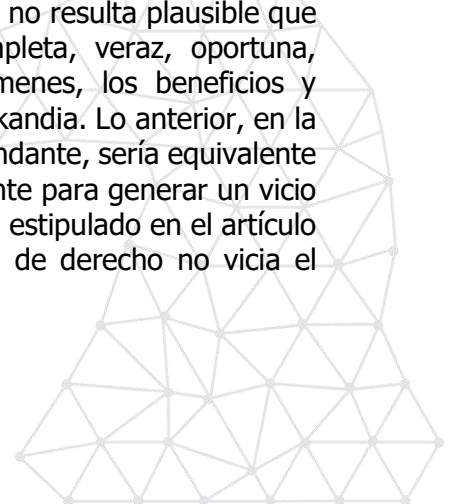 no resulta plausible que
pleta, veraz, oportuna,
menes, los beneficios y
kandia. Lo anterior, en la
ndante, sería equivalente
nte para generar un vicio
estipulado en el artículo
de derecho no vicia el